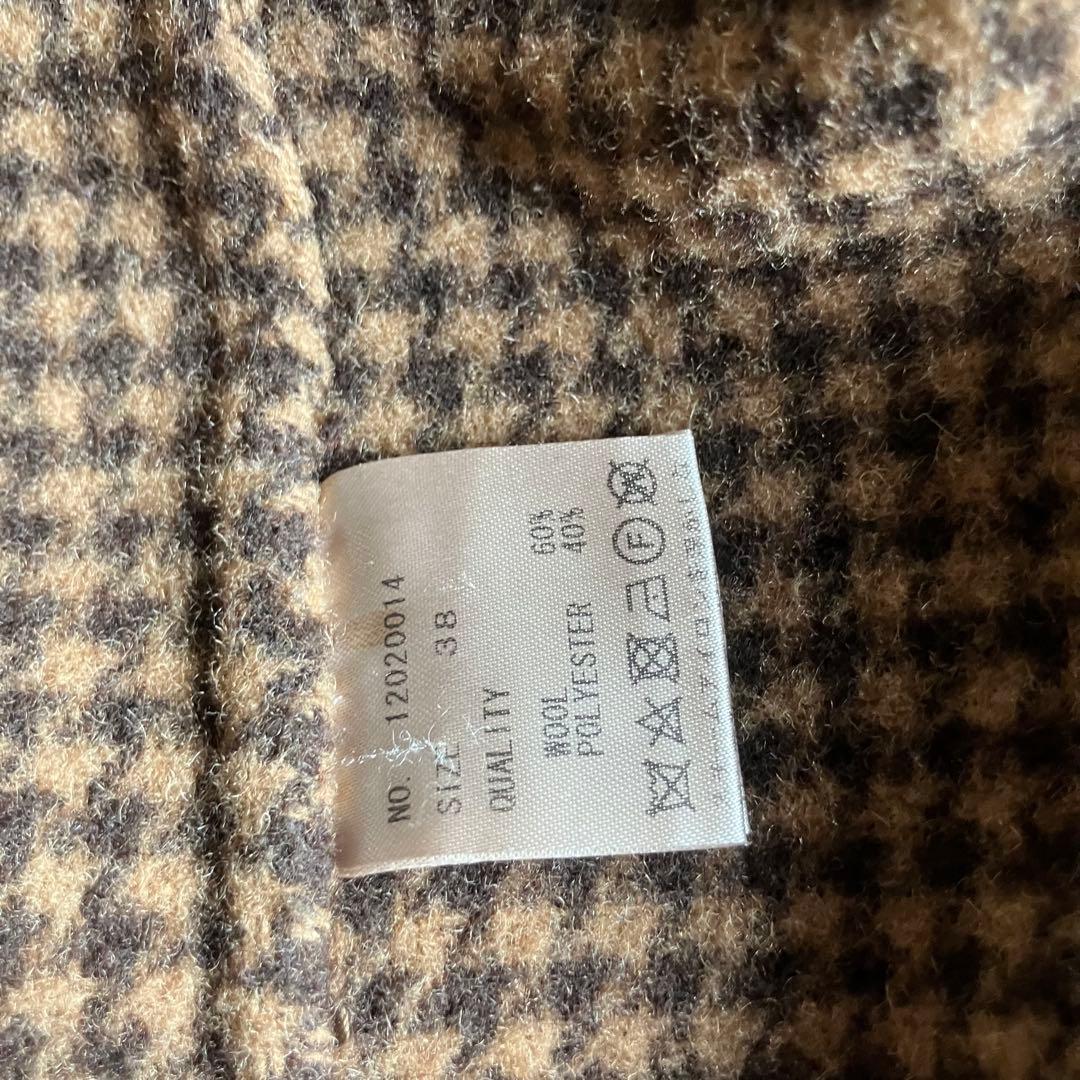 NO. 12020014
SIZE 38
QUALITY
WOOL 60%
POLYESTER 40%
F